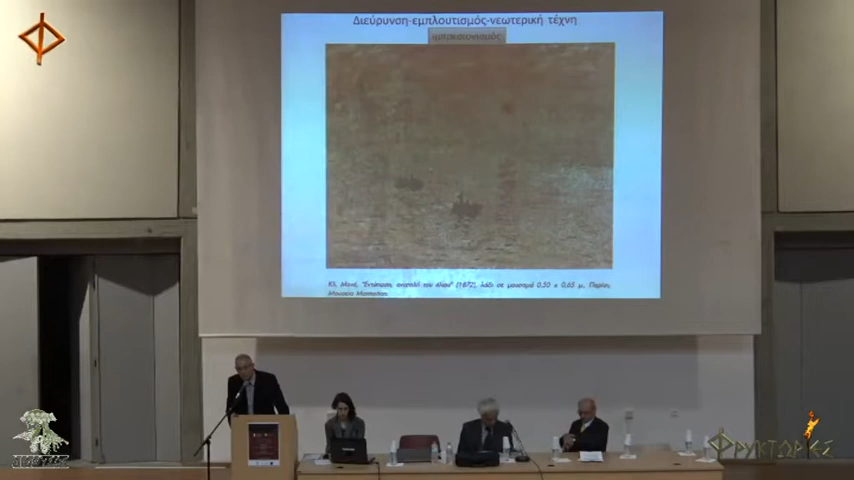 Διεύρυνση-εμπλουτισμός-νεωτερική τέχνη
ιμπρεσιονισμός
Κλ. Μονέ, "Εντύπωση, ανατολή του ήλιου" (1872), λάδι σε μουσαμά 0,50 x 0,65 μ., Παρίσι,
Μουσείο Marmottan.
ΦΡΥΚΤΩΡΙΕΣ